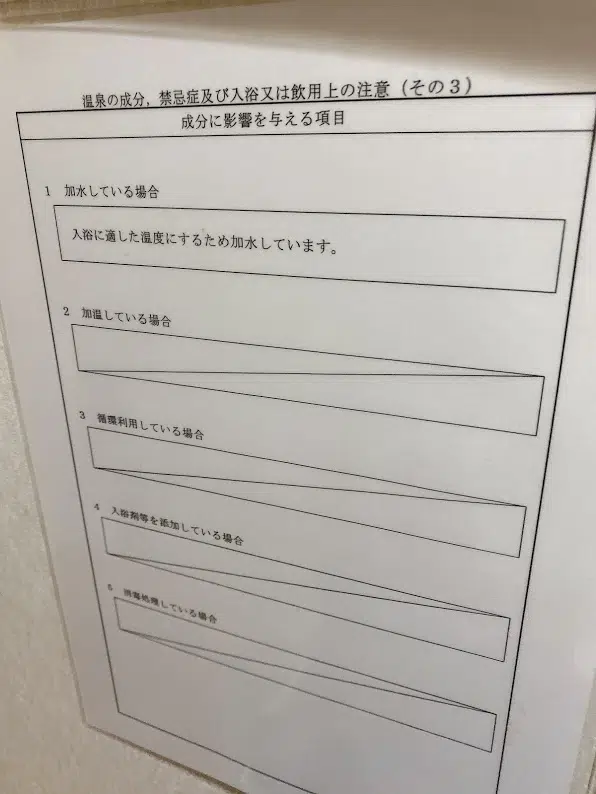 温泉の成分，禁忌症及び入浴又は飲用上の注意（その３）
成分に影響を与える項目
1 加水している場合
入浴に適した温度にするため加水しています。
2 加温している場合
3 循環利用している場合
4 入浴剤等を添加している場合
5 消毒処理している場合